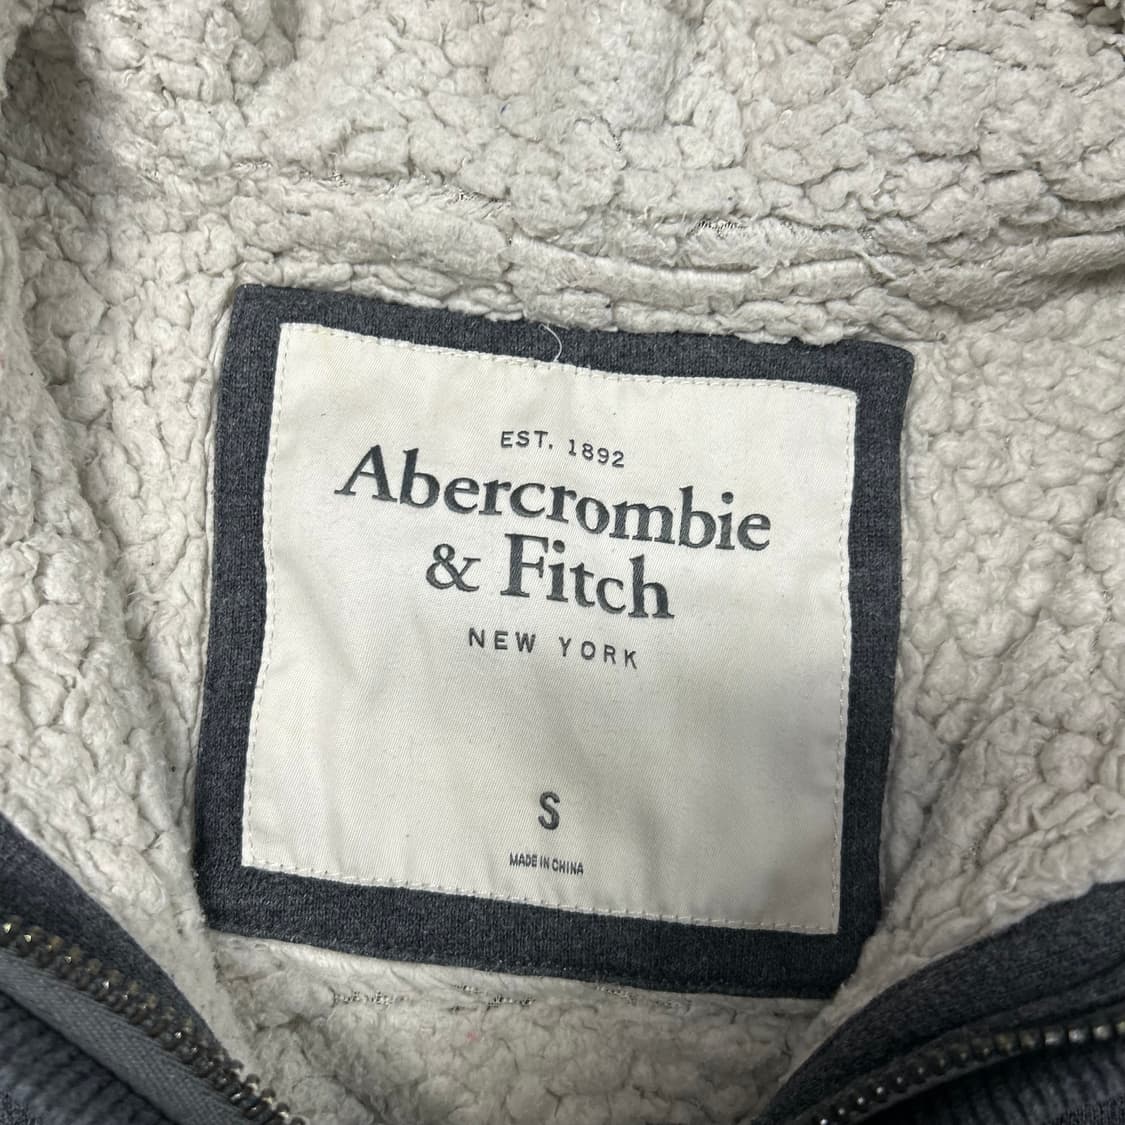 EST. 1892
Abercrombie
& Fitch
NEW YORK
S
MADE IN CHINA